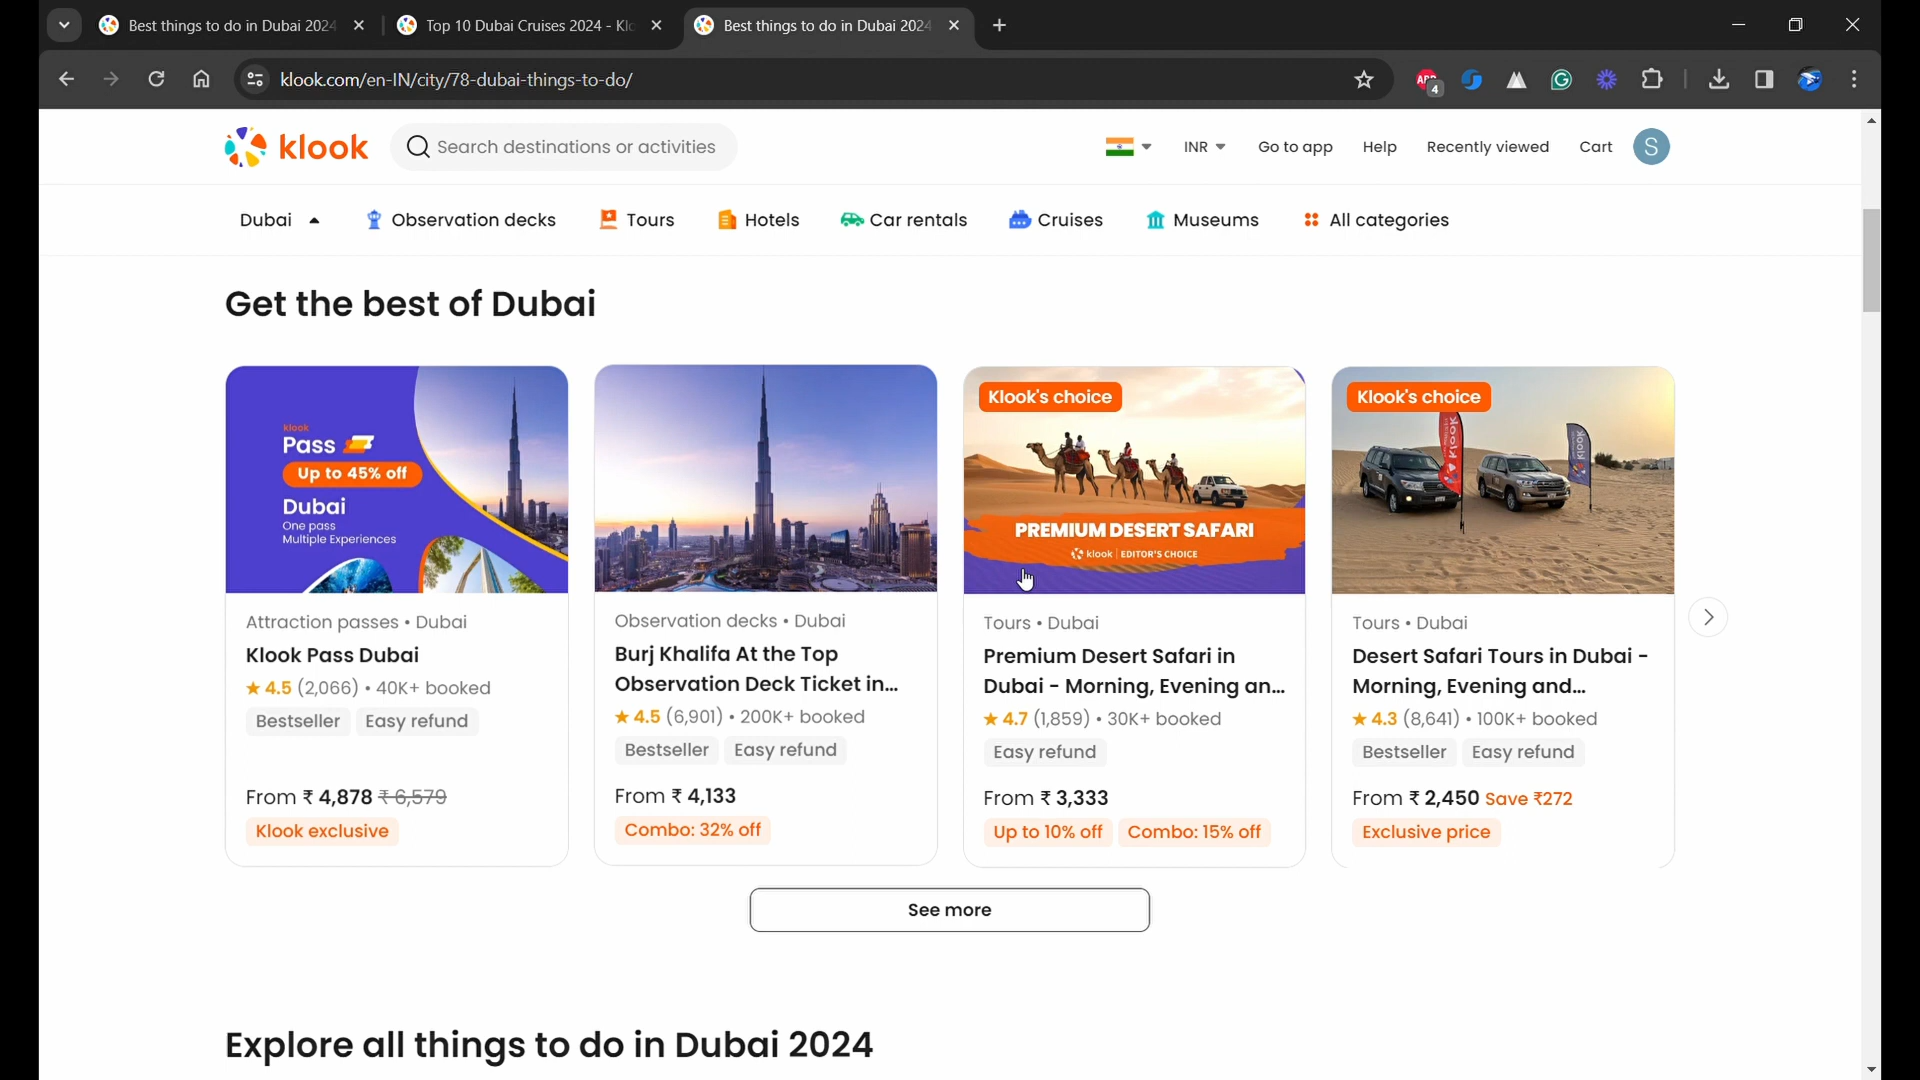 Best things to do in Dubai 2024
Top 10 Dubai Cruises 2024 - Klo
Best things to do in Dubai 2024
klook.com/en-IN/city/78-dubai-things-to-do/
ABP
4
klook
Search destinations or activities
INR
Go to app
Help
Recently viewed
Cart
S
Dubai
Observation decks
Tours
Hotels
Car rentals
Cruises
Museums
All categories
Get the best of Dubai
klook
Pass
Up to 45% off
Dubai
One pass
Multiple Experiences
Attraction passes • Dubai
Klook Pass Dubai
★ 4.5 (2,066) • 40K+ booked
Bestseller
Easy refund
From ₹ 4,878 ₹ 6,579
Klook exclusive
Observation decks • Dubai
Burj Khalifa At the Top
Observation Deck Ticket in...
★ 4.5 (6,901) • 200K+ booked
Bestseller
Easy refund
From ₹ 4,133
Combo: 32% off
Klook's choice
PREMIUM DESERT SAFARI
klook | EDITOR'S CHOICE
Tours • Dubai
Premium Desert Safari in
Dubai - Morning, Evening an...
★ 4.7 (1,859) • 30K+ booked
Easy refund
From ₹ 3,333
Up to 10% off
Combo: 15% off
Klook's choice
klook
klook
Tours • Dubai
Desert Safari Tours in Dubai -
Morning, Evening and...
★ 4.3 (8,641) • 100K+ booked
Bestseller
Easy refund
From ₹ 2,450 Save ₹272
Exclusive price
See more
Explore all things to do in Dubai 2024